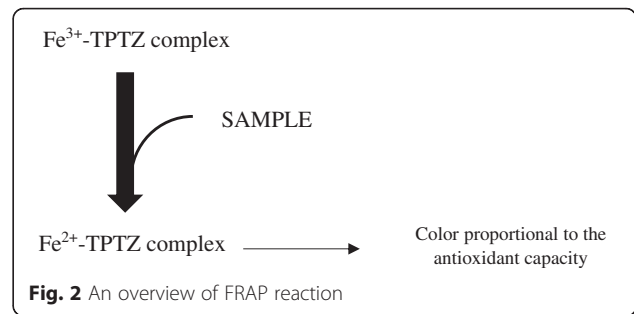 Fe³⁺-TPTZ complex
SAMPLE
Fe²⁺-TPTZ complex
Color proportional to the
antioxidant capacity
Fig. 2 An overview of FRAP reaction